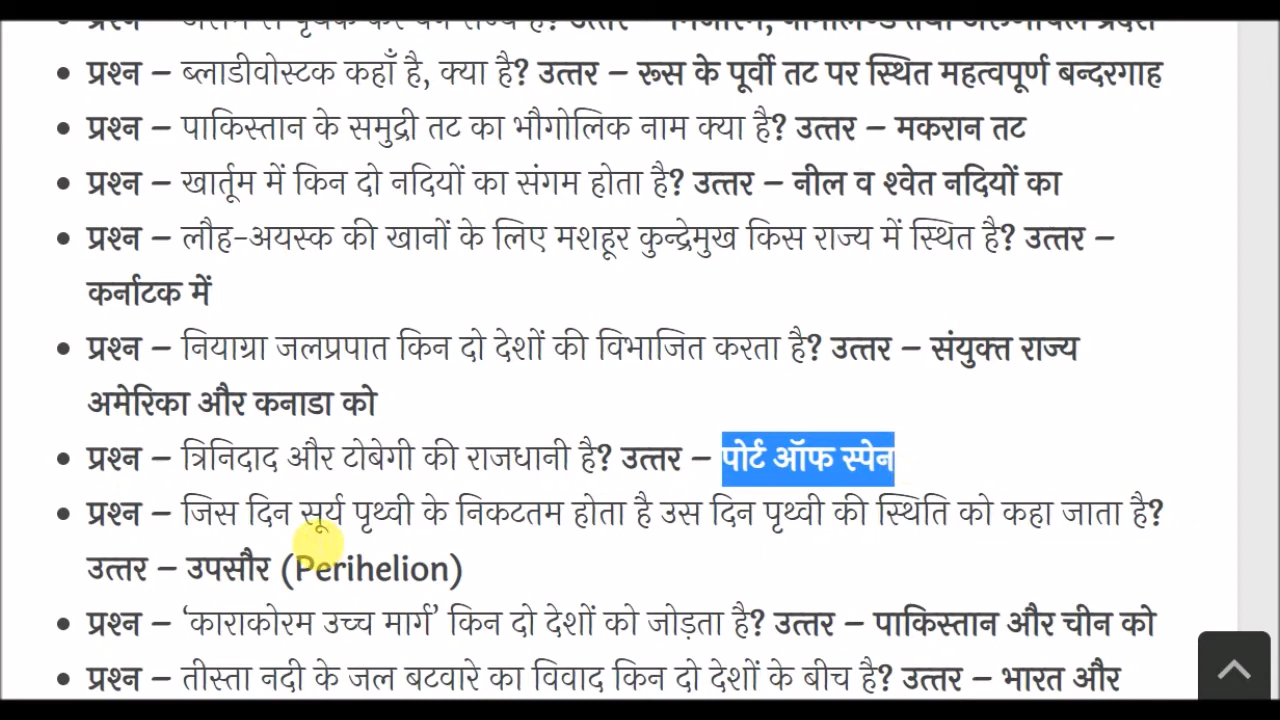 • प्रश्न – ब्लाडीवोस्टक कहाँ है, क्या है? उत्तर – रूस के पूर्वी तट पर स्थित महत्वपूर्ण बन्दरगाह
• प्रश्न – पाकिस्तान के समुद्री तट का भौगोलिक नाम क्या है? उत्तर – मकरान तट
• प्रश्न – खार्तूम में किन दो नदियों का संगम होता है? उत्तर – नील व श्वेत नदियों का
• प्रश्न – लौह-अयस्क की खानों के लिए मशहूर कुन्द्रेमुख किस राज्य में स्थित है? उत्तर –
कर्नाटक में
• प्रश्न – नियाग्रा जलप्रपात किन दो देशों की विभाजित करता है? उत्तर – संयुक्त राज्य
अमेरिका और कनाडा को
• प्रश्न – त्रिनिदाद और टोबेगी की राजधानी है? उत्तर – पोर्ट ऑफ स्पेन
• प्रश्न – जिस दिन सूर्य पृथ्वी के निकटतम होता है उस दिन पृथ्वी की स्थिति को कहा जाता है?
उत्तर – उपसौर (Perihelion)
• प्रश्न – ‘काराकोरम उच्च मार्ग’ किन दो देशों को जोड़ता है? उत्तर – पाकिस्तान और चीन को
• प्रश्न – तीस्ता नदी के जल बटवारे का विवाद किन दो देशों के बीच है? उत्तर – भारत और